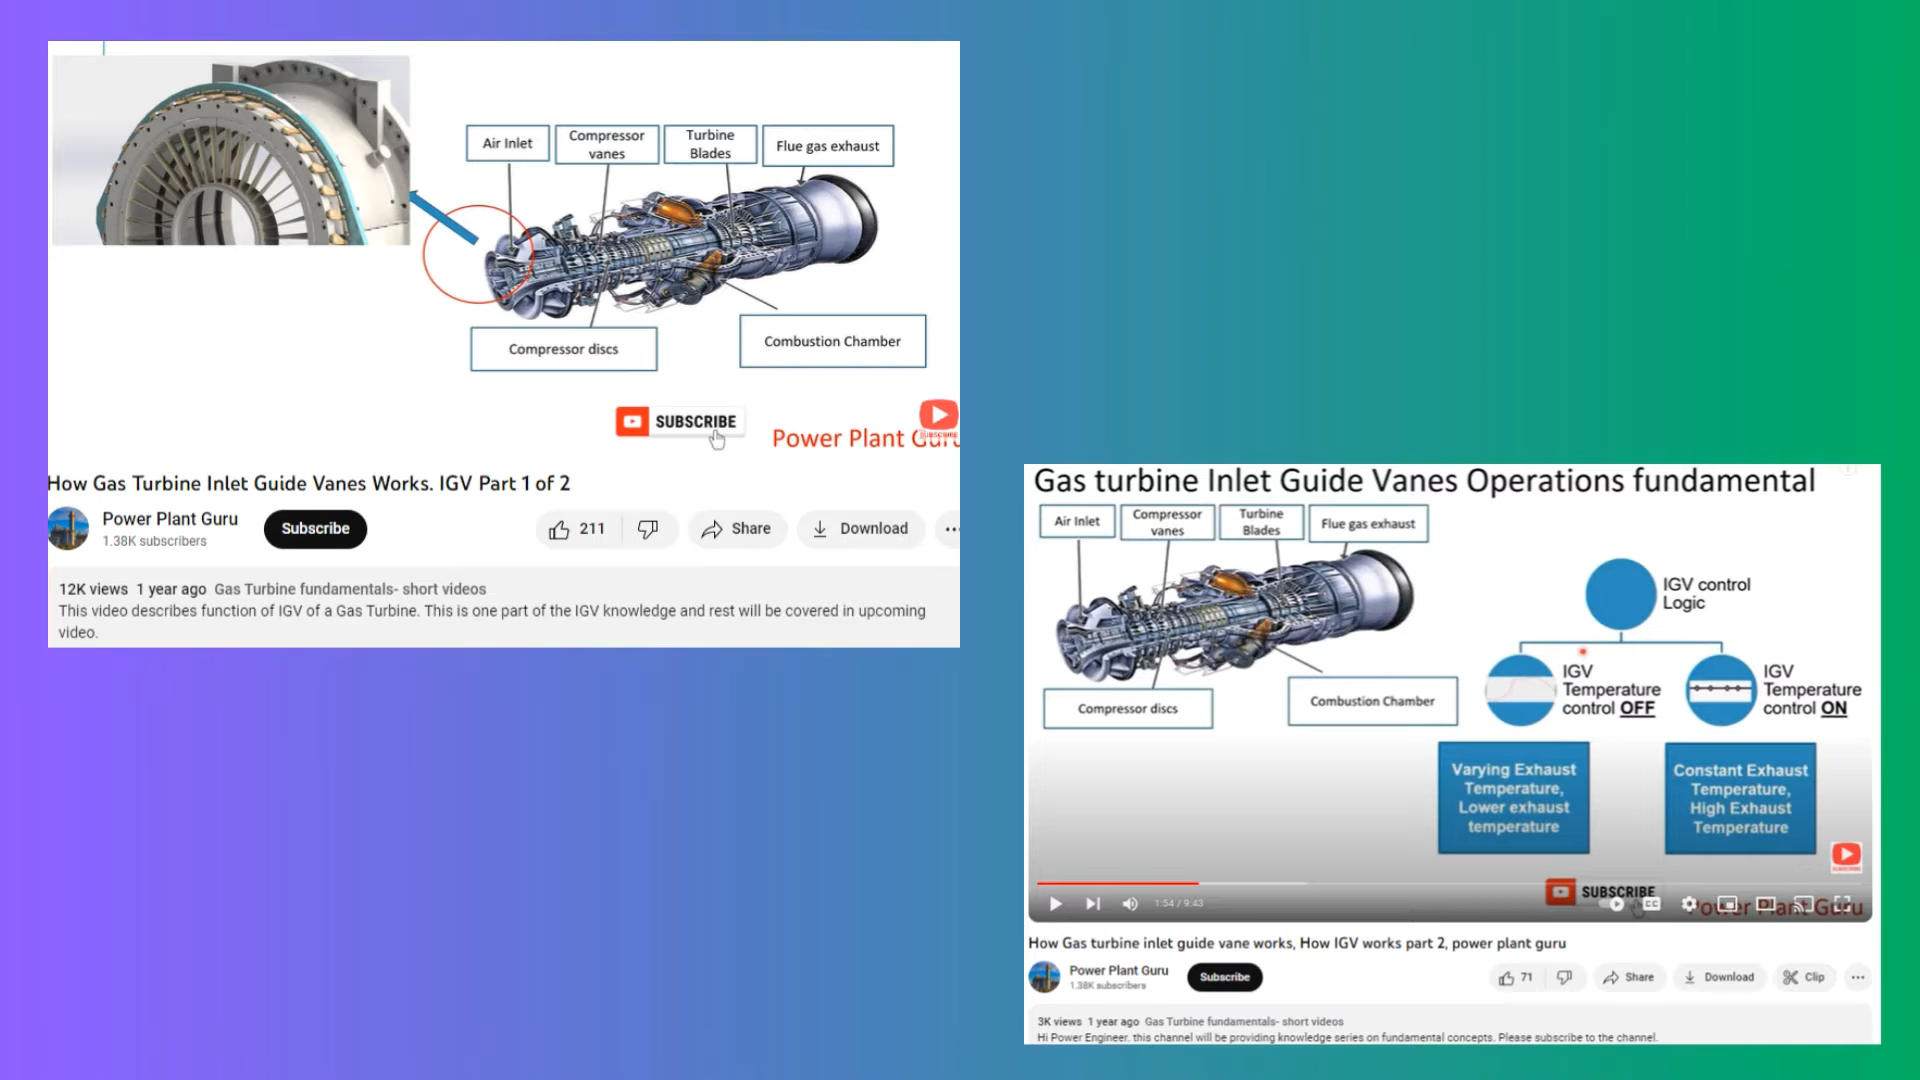 Air Inlet
Compressor
vanes
Turbine
Blades
Flue gas exhaust
Compressor discs
Combustion Chamber
SUBSCRIBE
Power Plant Guru
How Gas Turbine Inlet Guide Vanes Works. IGV Part 1 of 2
Power Plant Guru
1.38K subscribers
Subscribe
211
Share
Download
12K views 1 year ago Gas Turbine fundamentals- short videos
This video describes function of IGV of a Gas Turbine. This is one part of the IGV knowledge and rest will be covered in upcoming
video.
Gas turbine Inlet Guide Vanes Operations fundamental
Air Inlet
Compressor
vanes
Turbine
Blades
Flue gas exhaust
Compressor discs
Combustion Chamber
IGV control
Logic
IGV
Temperature
control OFF
IGV
Temperature
control ON
Varying Exhaust
Temperature,
Lower exhaust
temperature
Constant Exhaust
Temperature,
High Exhaust
Temperature
SUBSCRIBE
Power Plant Guru
1:54 / 9:43
CC
How Gas turbine inlet guide vane works, How IGV works part 2, power plant guru
Power Plant Guru
1.38K subscribers
Subscribe
71
Share
Download
Clip
3K views 1 year ago Gas Turbine fundamentals- short videos
Hi Power Engineer. this channel will be providing knowledge series on fundamental concepts. Please subscribe to the channel.